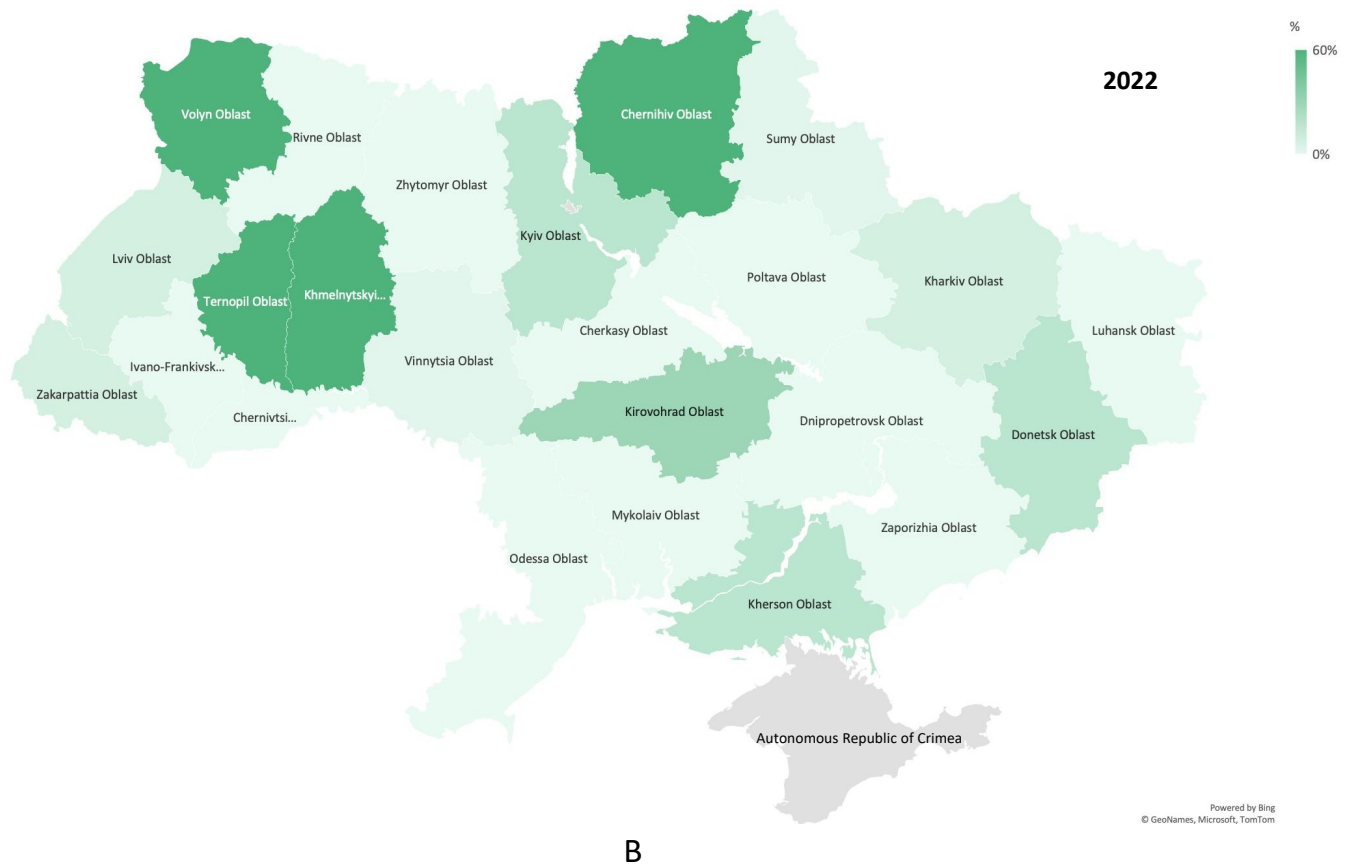 %
60%
0%
2022
Volyn Oblast
Chernihiv Oblast
Rivne Oblast
Sumy Oblast
Zhytomyr Oblast
Kyiv Oblast
Lviv Oblast
Poltava Oblast
Kharkiv Oblast
Ternopil Oblast
Khmelnytskyi...
Cherkasy Oblast
Luhansk Oblast
Vinnytsia Oblast
Ivano-Frankivsk...
Zakarpattia Oblast
Chernivtsi...
Kirovohrad Oblast
Dnipropetrovsk Oblast
Donetsk Oblast
Mykolaiv Oblast
Zaporizhia Oblast
Odessa Oblast
Kherson Oblast
Autonomous Republic of Crimea
Powered by Bing
© GeoNames, Microsoft, TomTom
B